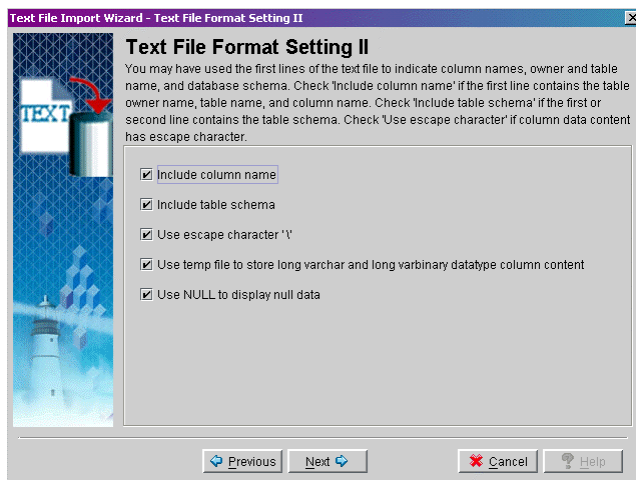 Text File Import Wizard - Text File Format Setting II
Text File Format Setting II
You may have used the first lines of the text file to indicate column names, owner and table
name, and database schema. Check 'Include column name' if the first line contains the table
owner name, table name, and column name. Check 'Include table schema' if the first or
second line contains the table schema. Check 'Use escape character' if column data content
has escape character.
TEXT
Include column name
Include table schema
Use escape character '\'
Use temp file to store long varchar and long varbinary datatype column content
Use NULL to display null data
Previous
Next
Cancel
Help